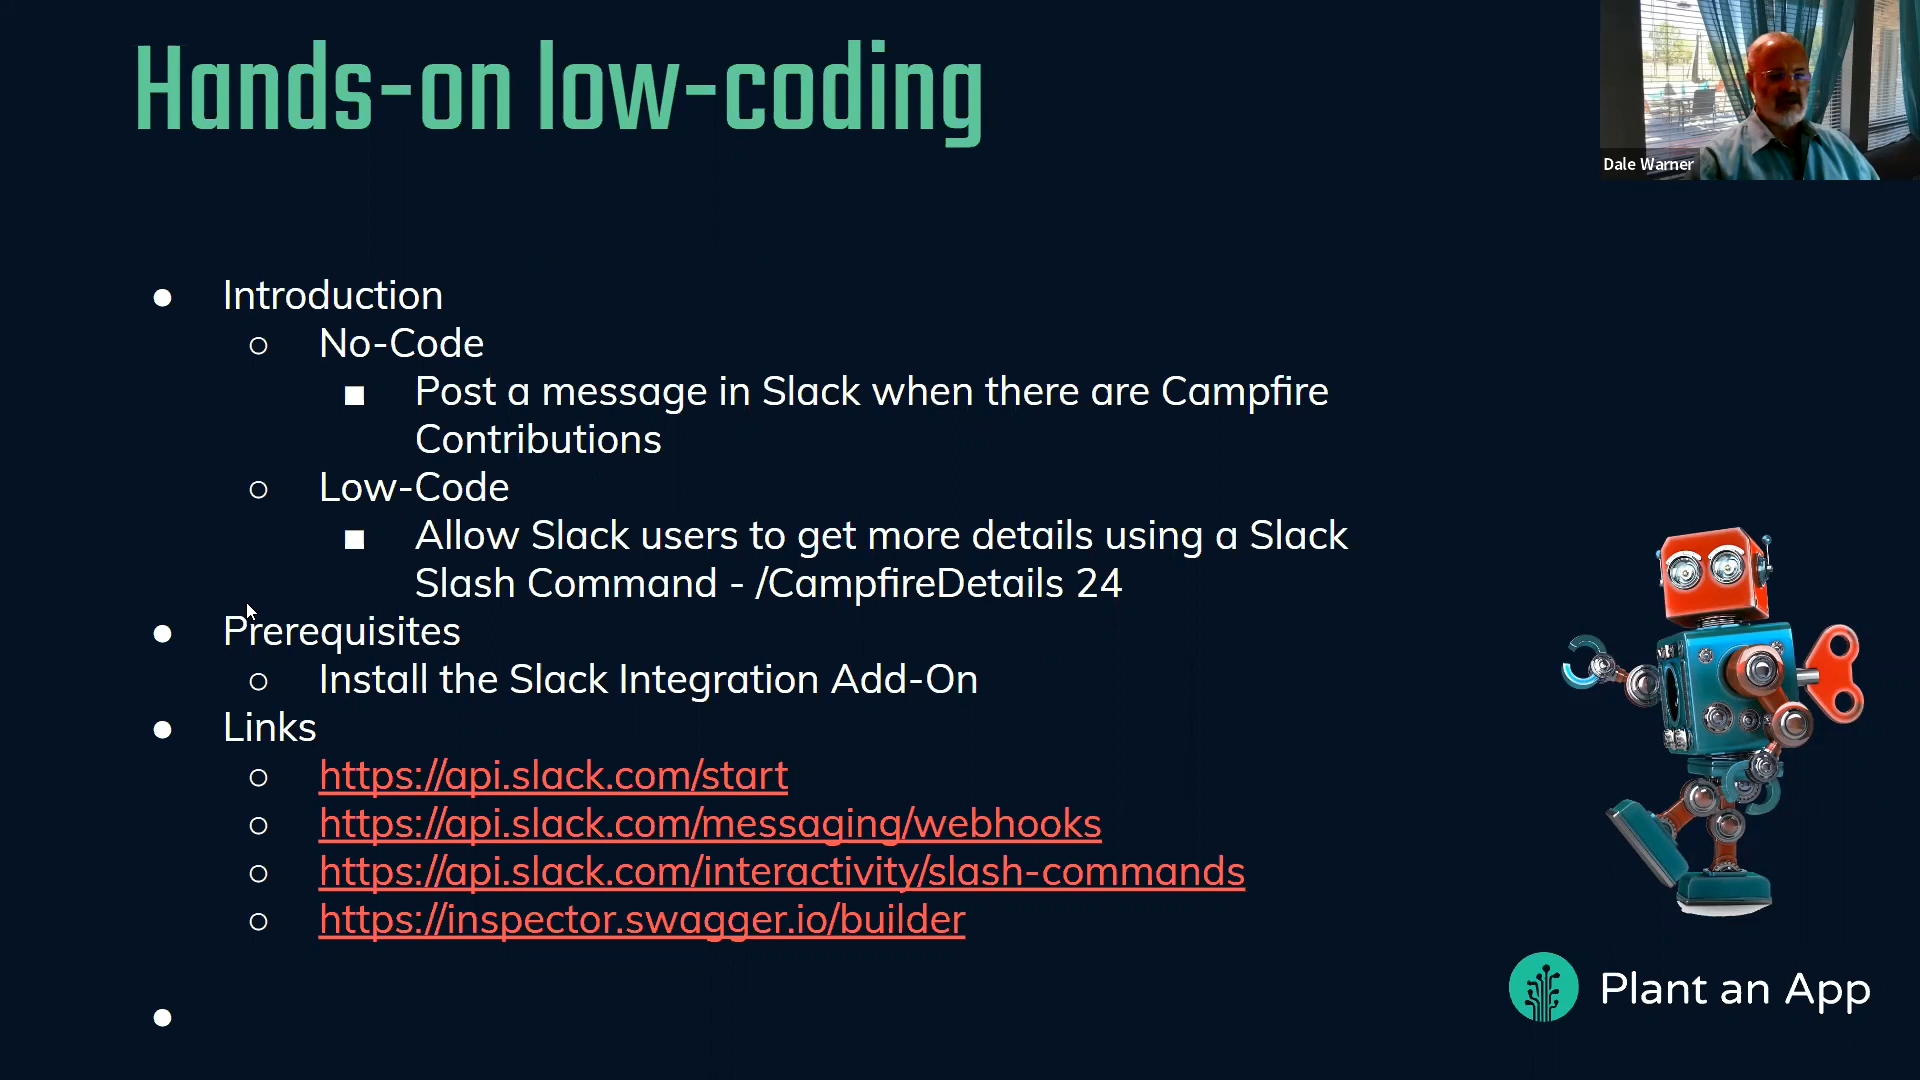 Hands-on low-coding
Dale Warner
● Introduction
○ No-Code
■ Post a message in Slack when there are Campfire
Contributions
○ Low-Code
■ Allow Slack users to get more details using a Slack
Slash Command - /CampfireDetails 24
● Prerequisites
○ Install the Slack Integration Add-On
● Links
○ https://api.slack.com/start
○ https://api.slack.com/messaging/webhooks
○ https://api.slack.com/interactivity/slash-commands
○ https://inspector.swagger.io/builder
●
Plant an App